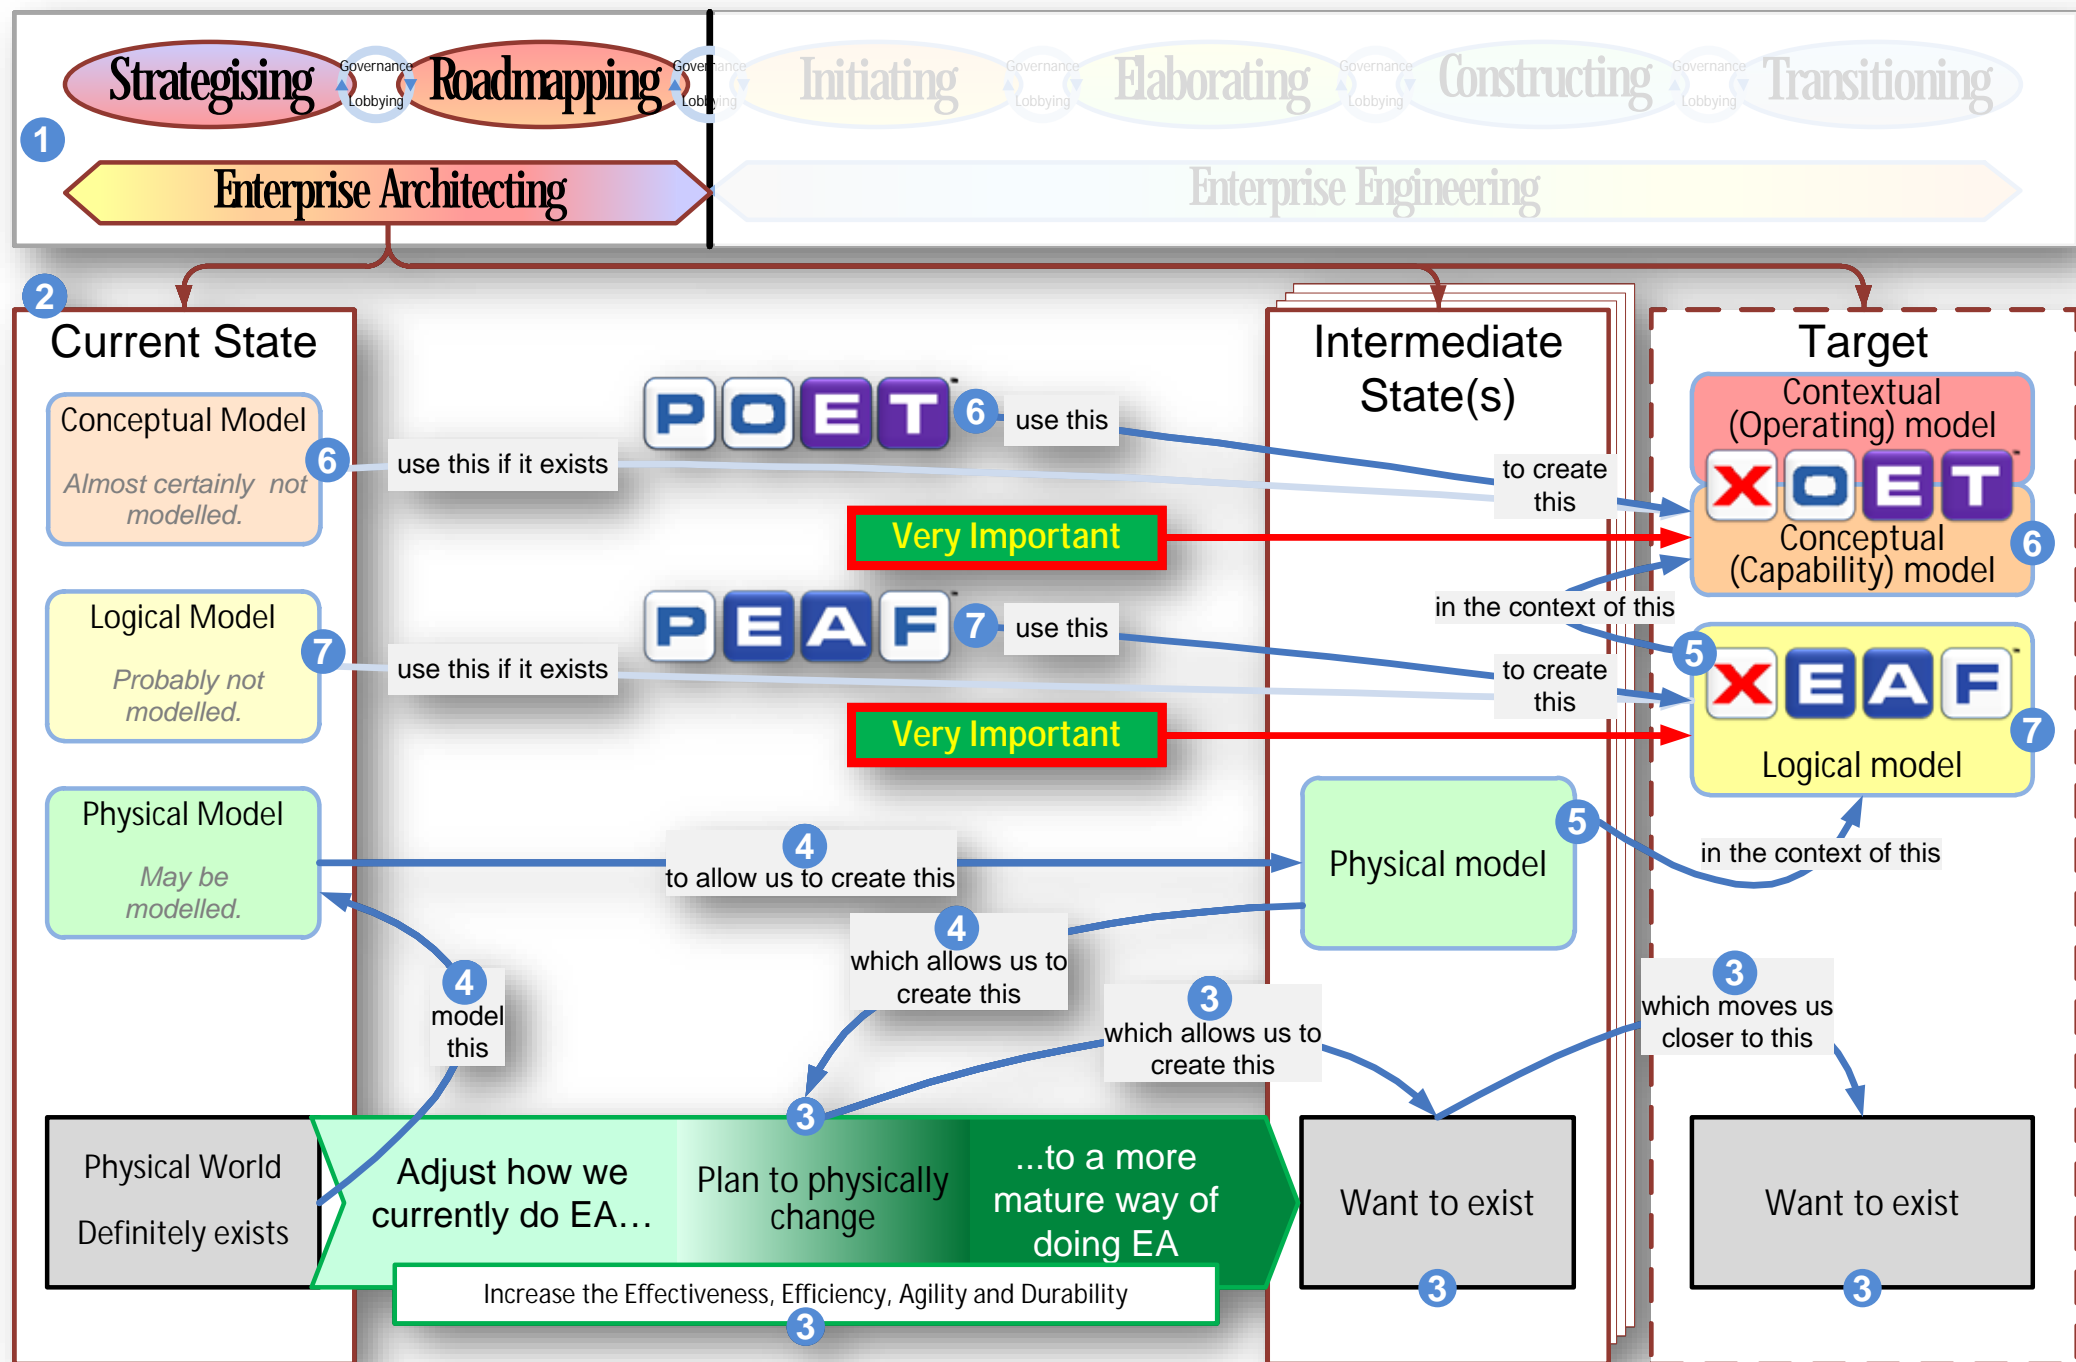 Strategising
Governance
Lobbying
Roadmapping
Governance
Lobbying
Initiating
Governance
Lobbying
Elaborating
Governance
Lobbying
Constructing
Governance
Lobbying
Transitioning
1
Enterprise Architecting
Enterprise Engineering
2
Current State
Intermediate
State(s)
Target
Conceptual Model
Almost certainly not
modelled.
6
use this if it exists
POET™
6
use this
to create
this
Contextual
(Operating) model
XOET™
Conceptual
(Capability) model
6
Very Important
in the context of this
Logical Model
Probably not
modelled.
7
use this if it exists
PEAF™
7
use this
to create
this
5
XEAF™
Logical model
7
Very Important
Physical Model
May be
modelled.
4
to allow us to create this
Physical model
5
in the context of this
4
which allows us to
create this
4
model
this
3
which allows us to
create this
3
which moves us
closer to this
Physical World
Definitely exists
Adjust how we
currently do EA…
3
Plan to physically
change
...to a more
mature way of
doing EA
Increase the Effectiveness, Efficiency, Agility and Durability
3
Want to exist
3
Want to exist
3